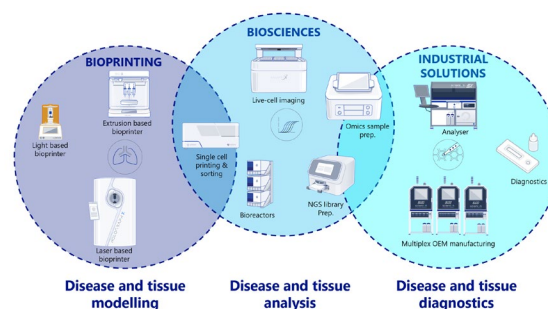 BIOPRINTING
Extrusion based
bioprinter
Light based
bioprinter
Laser based
bioprinter
Single cell
printing &
sorting
BIOSCIENCES
Live-cell imaging
Omics sample
prep.
Bioreactors
NGS library
Prep.
INDUSTRIAL
SOLUTIONS
Analyser
Diagnostics
Multiplex OEM manufacturing
Disease and tissue
modelling
Disease and tissue
analysis
Disease and tissue
diagnostics